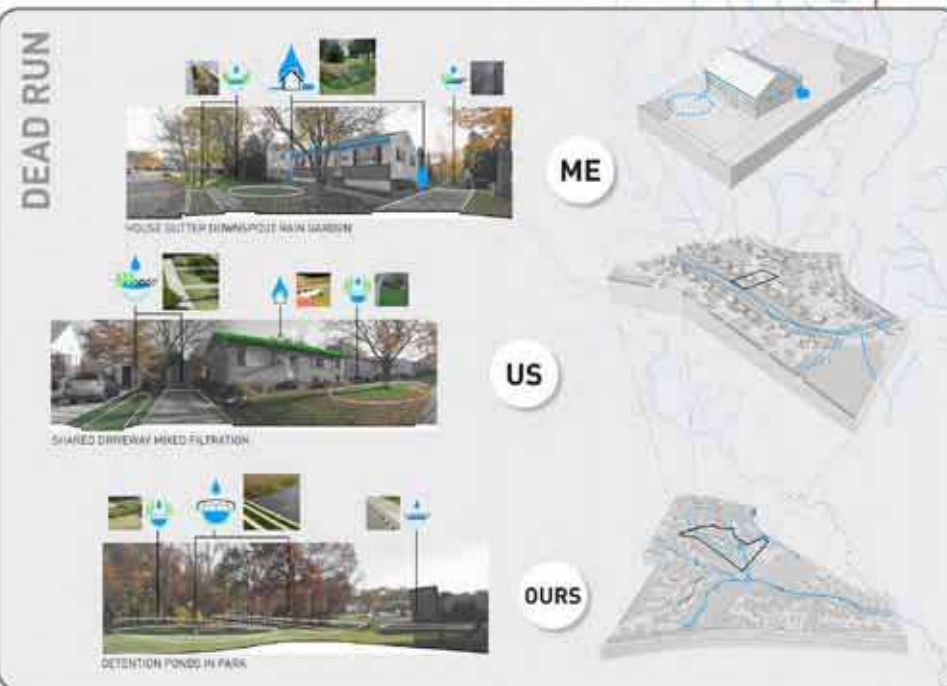 DEAD RUN
ME
HOUSE GUTTER DOWNSPOUT RAIN GARDEN
US
SHARED DRIVEWAY MIXED FILTRATION
OURS
DETENTION PONDS IN PARK